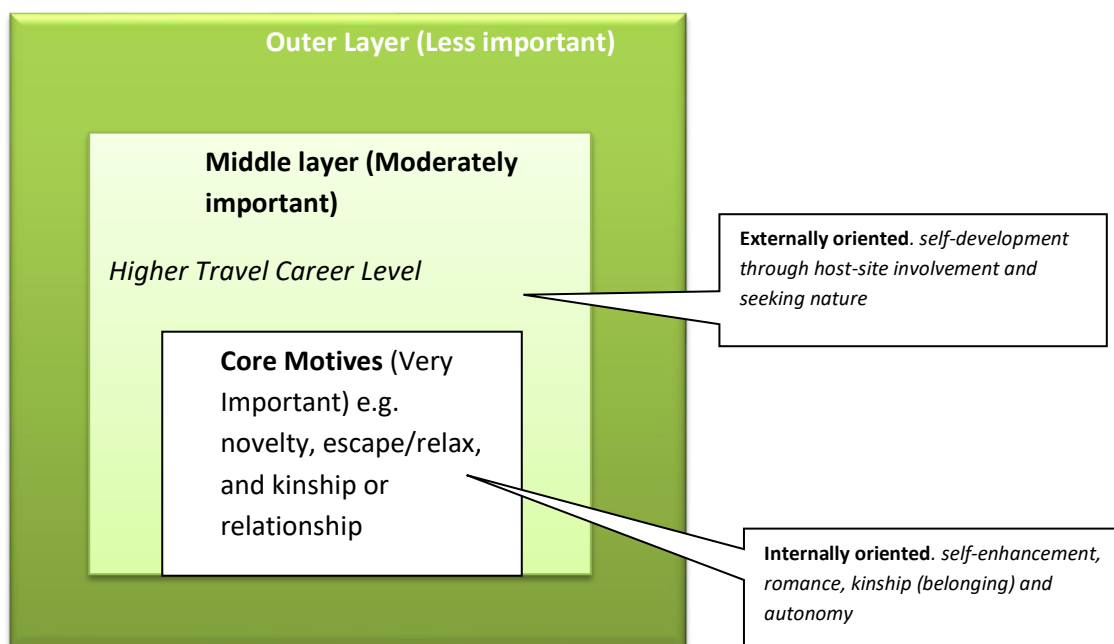 Outer Layer (Less important)
Middle layer (Moderately
important)
Higher Travel Career Level
Externally oriented. self-development
through host-site involvement and
seeking nature
Core Motives (Very
Important) e.g.
novelty, escape/relax,
and kinship or
relationship
Internally oriented. self-enhancement,
romance, kinship (belonging) and
autonomy